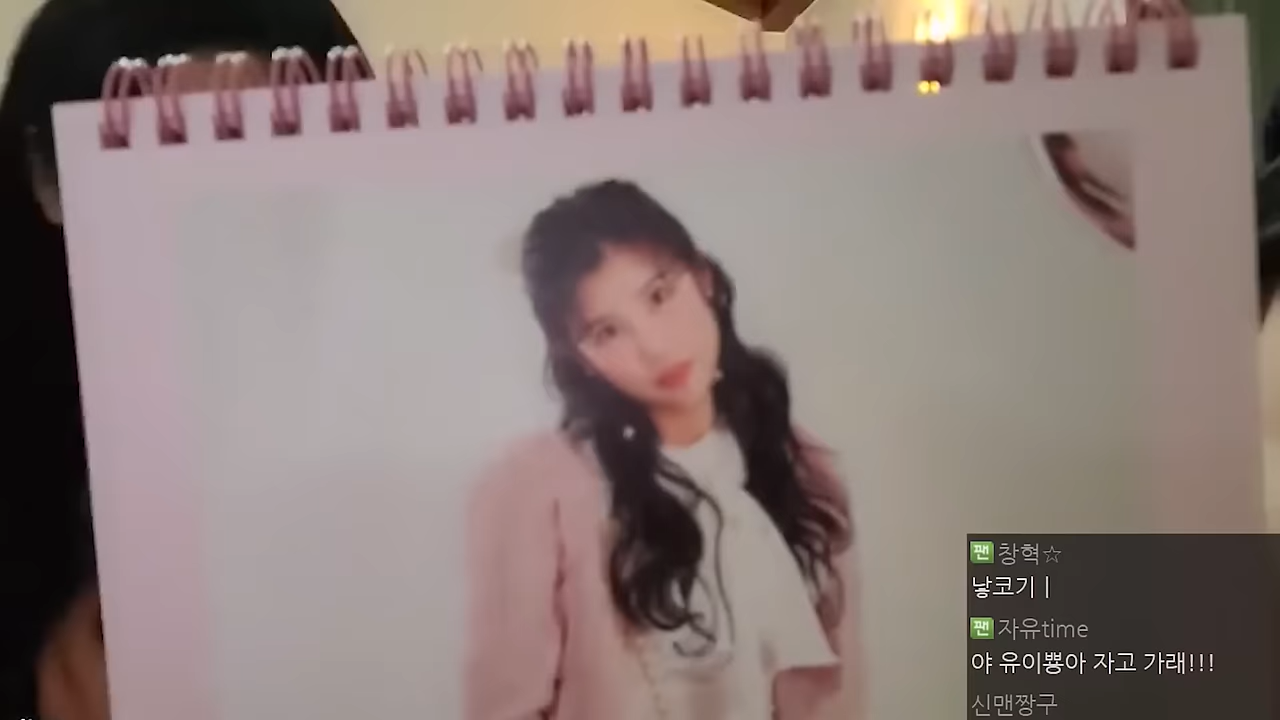 팬 창혁☆
낳코기ㅣ
팬 자유time
야 유이뿅아 자고 가래!!!
신맨짱구